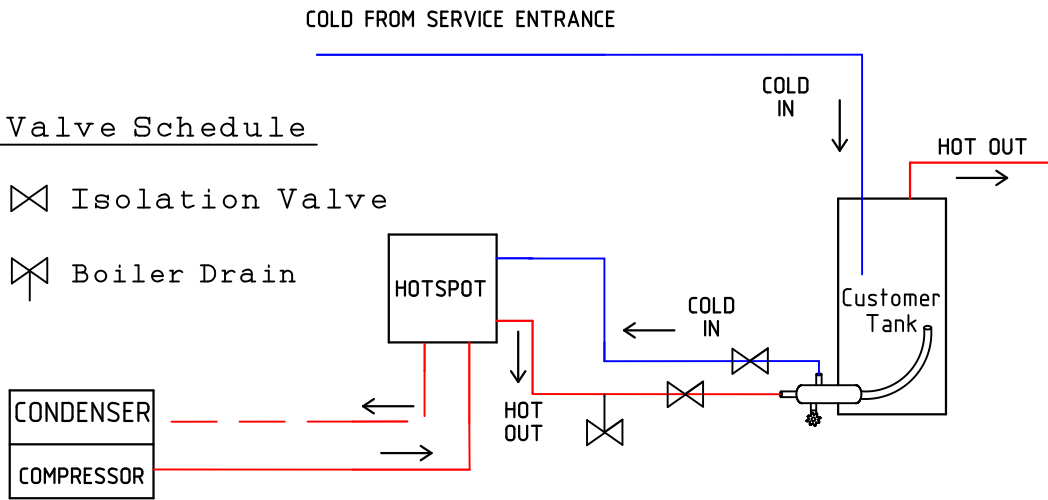 COLD FROM SERVICE ENTRANCE
COLD
IN
Valve Schedule
HOT OUT
Isolation Valve
Boiler Drain
HOTSPOT
COLD
IN
Customer
Tank
HOT
OUT
CONDENSER
COMPRESSOR